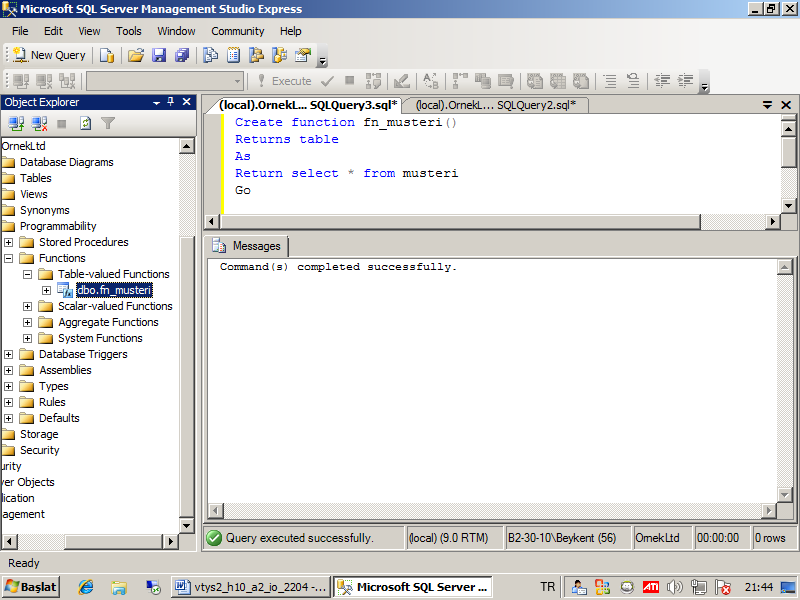 Microsoft SQL Server Management Studio Express
File Edit View Tools Window Community Help
New Query
Execute
Object Explorer
(local).OrnekL... SQLQuery3.sql* (local).OrnekL... SQLQuery2.sql*
OrnekLtd
Database Diagrams
Tables
Views
Synonyms
Programmability
Stored Procedures
Functions
Table-valued Functions
dbo.fn_musteri
Scalar-valued Functions
Aggregate Functions
System Functions
Database Triggers
Assemblies
Types
Rules
Defaults
Storage
Security
urity
ver Objects
lication
agement
Create function fn_musteri()
Returns table
As
Return select * from musteri
Go
Messages
Command(s) completed successfully.
Query executed successfully. (local) (9.0 RTM) B2-30-10\Beykent (56) OrnekLtd 00:00:00 0 rows
Ready
Başlat vtys2_h10_a2_io_2204 -... Microsoft SQL Server ... TR ATI 21:44